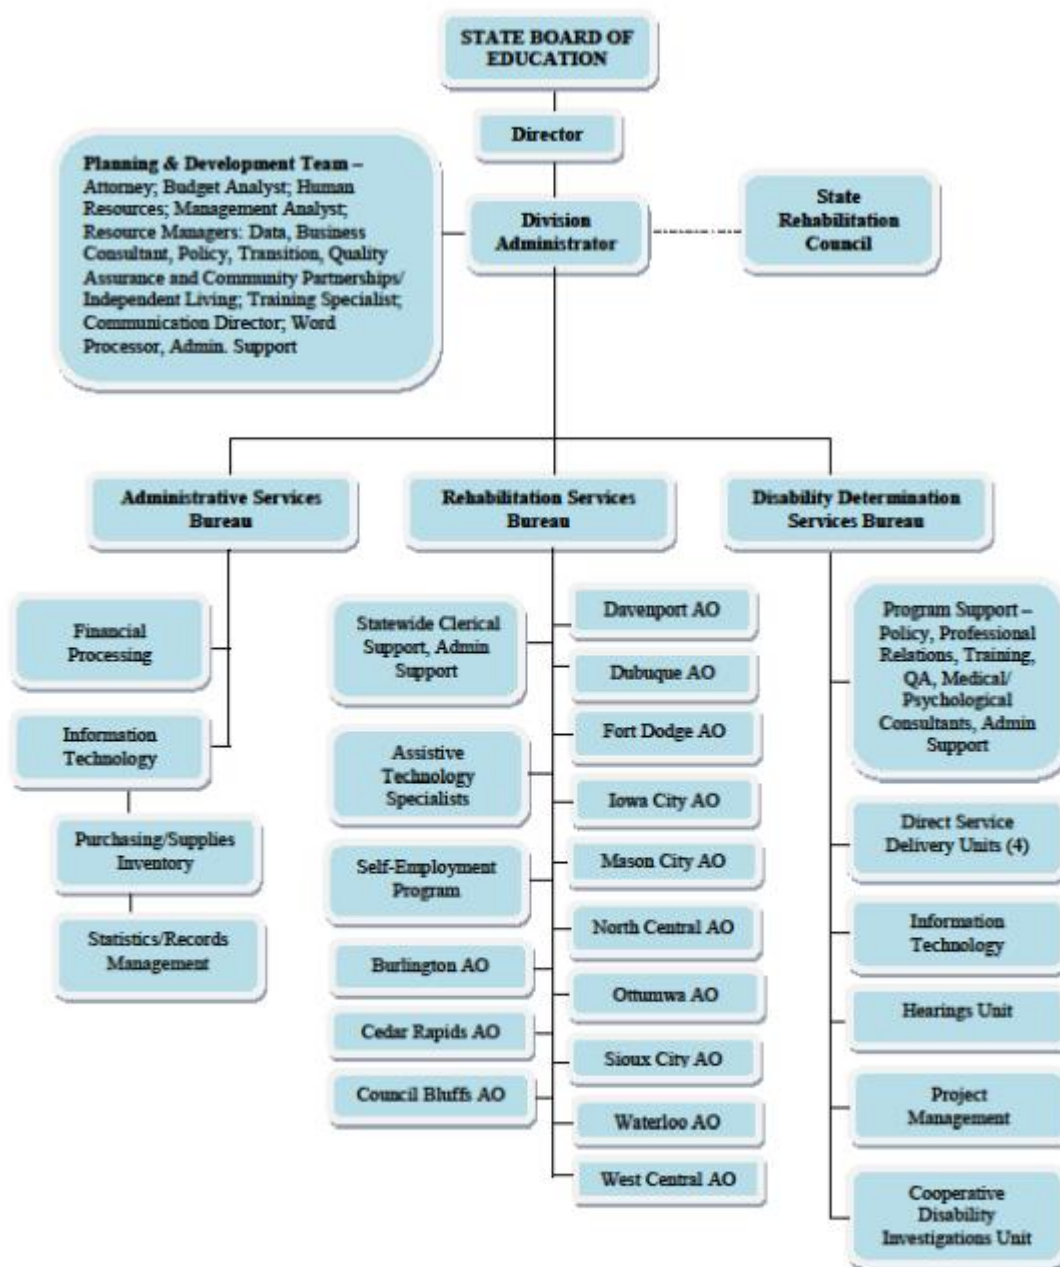 STATE BOARD OF
EDUCATION
Director
Planning & Development Team –
Attorney; Budget Analyst; Human
Resources; Management Analyst;
Resource Managers: Data, Business
Consultant, Policy, Transition, Quality
Assurance and Community Partnerships/
Independent Living; Training Specialist;
Communication Director; Word
Processor, Admin. Support
Division
Administrator
State
Rehabilitation
Council
Administrative Services
Bureau
Rehabilitation Services
Bureau
Disability Determination
Services Bureau
Financial
Processing
Information
Technology
Purchasing/Supplies
Inventory
Statistics/Records
Management
Statewide Clerical
Support, Admin
Support
Assistive
Technology
Specialists
Self-Employment
Program
Burlington AO
Cedar Rapids AO
Council Bluffs AO
Davenport AO
Dubuque AO
Fort Dodge AO
Iowa City AO
Mason City AO
North Central AO
Ottumwa AO
Sioux City AO
Waterloo AO
West Central AO
Program Support –
Policy, Professional
Relations, Training,
QA, Medical/
Psychological
Consultants, Admin
Support
Direct Service
Delivery Units (4)
Information
Technology
Hearings Unit
Project
Management
Cooperative
Disability
Investigations Unit